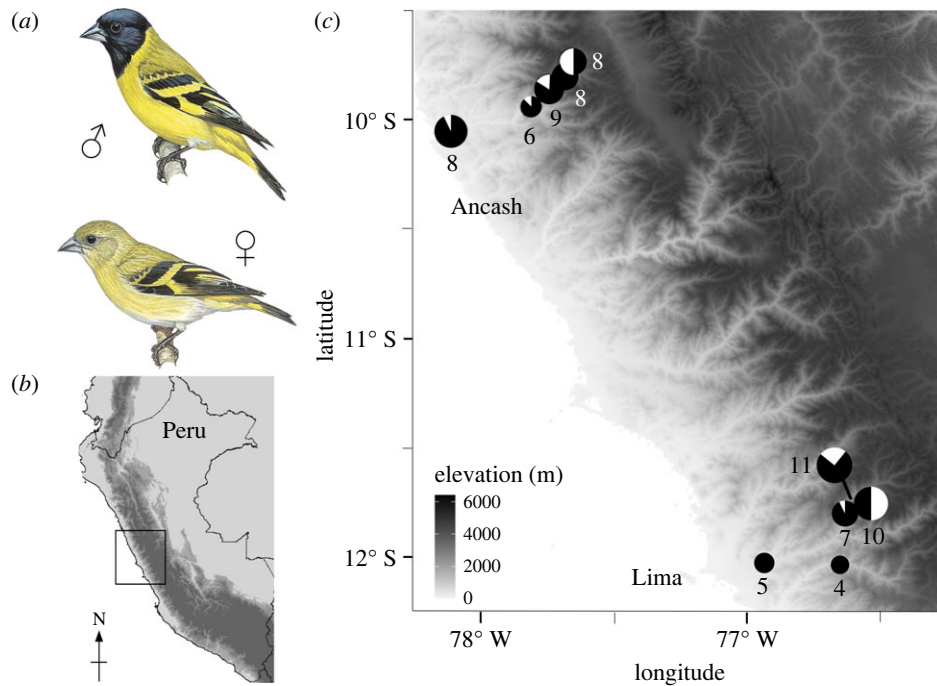 (a)
♂
♀
(b)
Peru
N
(c)
8
8
9
6
8
10° S
Ancash
latitude
11° S
11
elevation (m)
6000
4000
2000
0
7
10
12° S
Lima
5
4
78° W
77° W
longitude